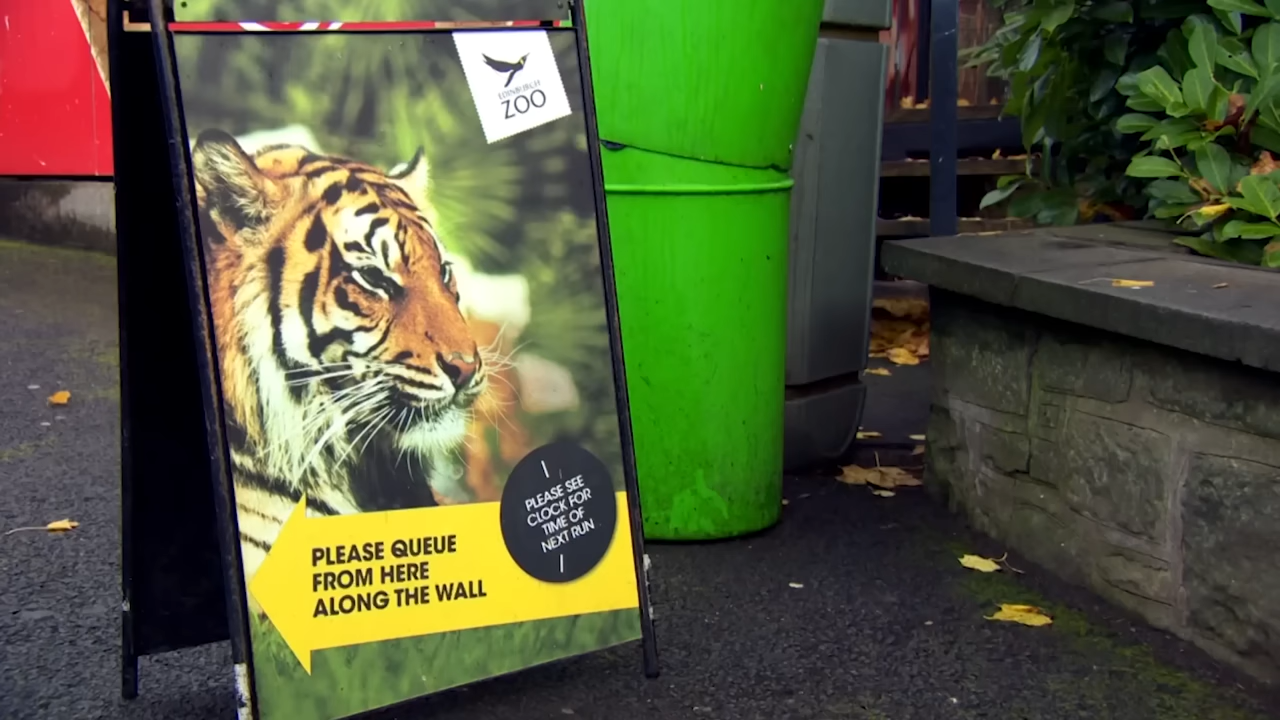 EDINBURGH
ZOO
PLEASE SEE
CLOCK FOR
TIME OF
NEXT RUN
PLEASE QUEUE
FROM HERE
ALONG THE WALL